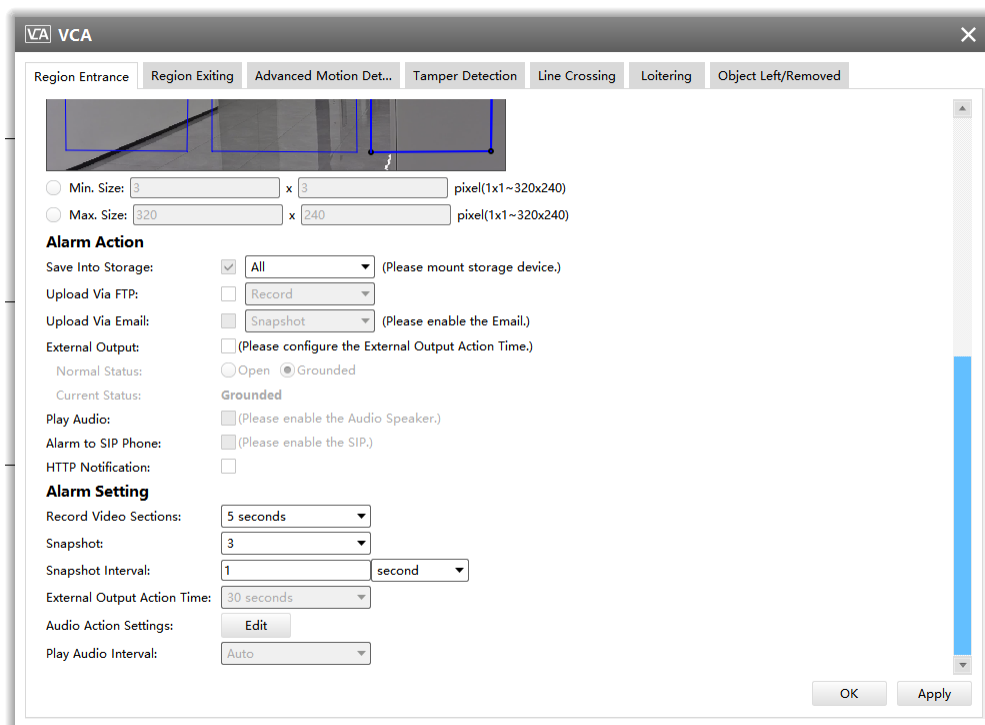 VCA VCA
Region Entrance Region Exiting Advanced Motion Det... Tamper Detection Line Crossing Loitering Object Left/Removed
Min. Size: 3 x 3 pixel(1x1~320x240)
Max. Size: 320 x 240 pixel(1x1~320x240)
Alarm Action
Save Into Storage: All (Please mount storage device.)
Upload Via FTP: Record
Upload Via Email: Snapshot (Please enable the Email.)
External Output: (Please configure the External Output Action Time.)
Normal Status: Open Grounded
Current Status: Grounded
Play Audio: (Please enable the Audio Speaker.)
Alarm to SIP Phone: (Please enable the SIP.)
HTTP Notification:
Alarm Setting
Record Video Sections: 5 seconds
Snapshot: 3
Snapshot Interval: 1 second
External Output Action Time: 30 seconds
Audio Action Settings: Edit
Play Audio Interval: Auto
OK Apply